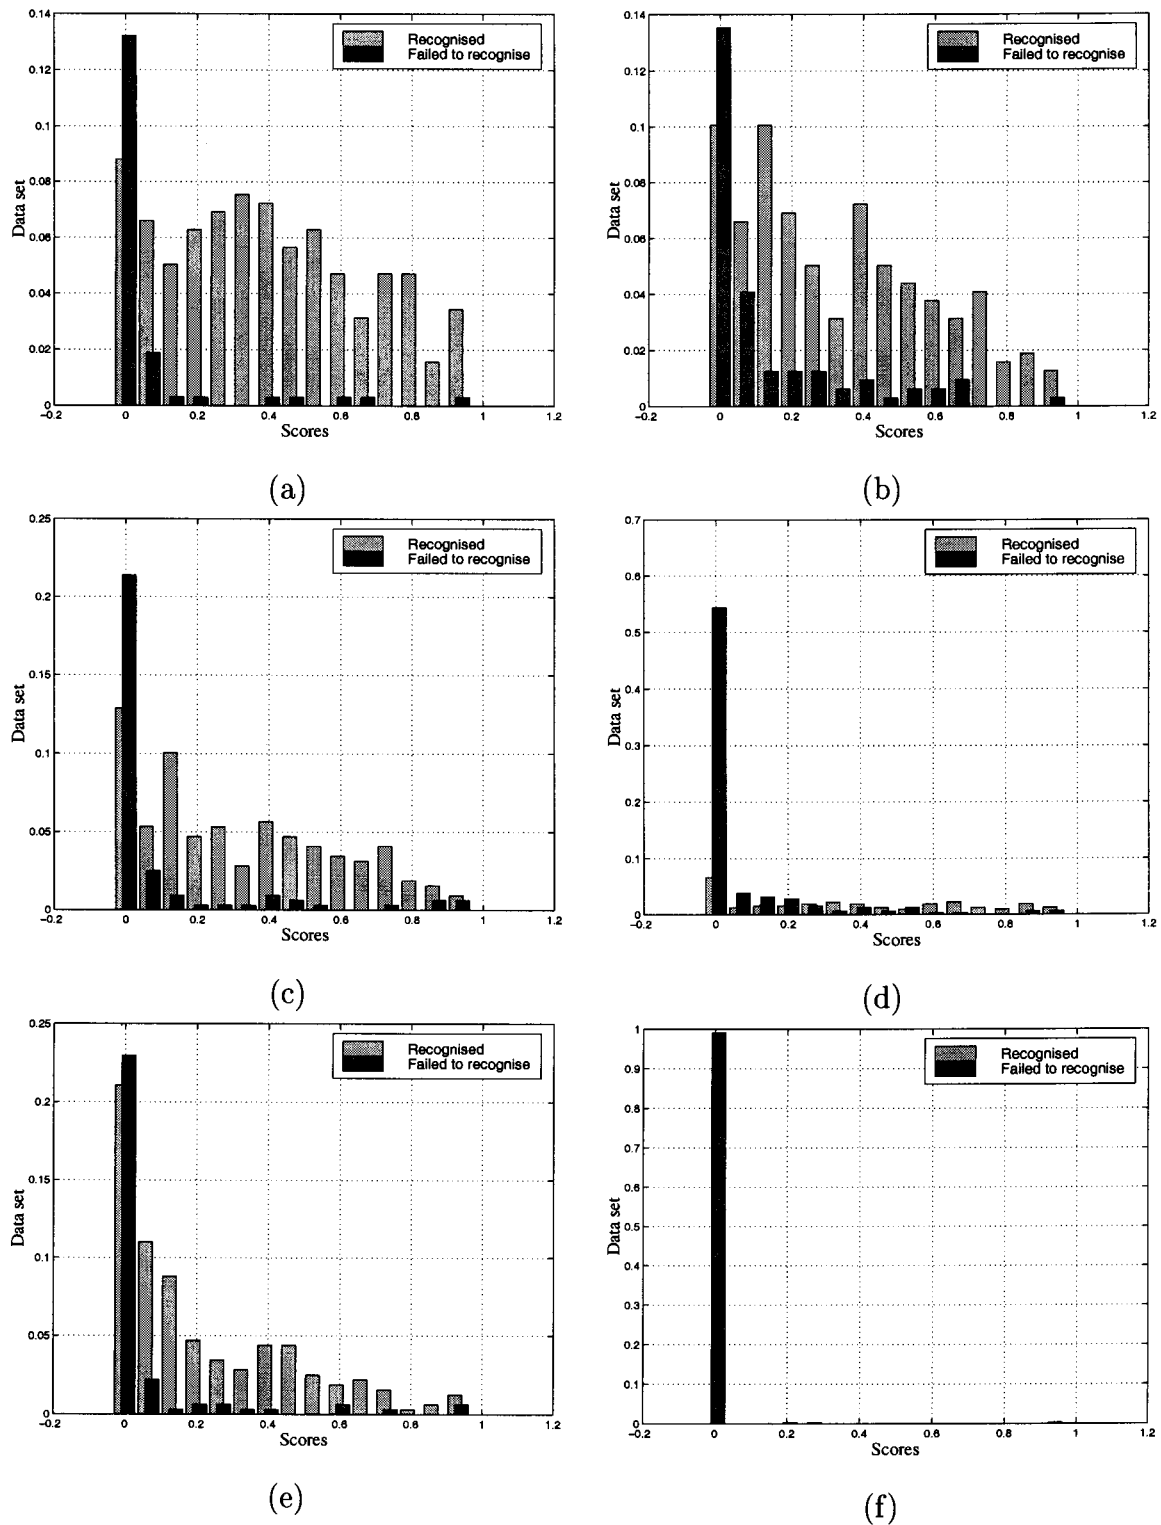 0.14
0.12
0.1
0.08
0.06
0.04
0.02
0
Data set
Recognised
Failed to recognise
−0.2 0 0.2 0.4 0.6 0.8 1 1.2
Scores
(a)
0.14
0.12
0.1
0.08
0.06
0.04
0.02
0
Data set
Recognised
Failed to recognise
−0.2 0 0.2 0.4 0.6 0.8 1 1.2
Scores
(b)
0.25
0.2
0.15
0.1
0.05
0
Data set
Recognised
Failed to recognise
−0.2 0 0.2 0.4 0.6 0.8 1 1.2
Scores
(c)
0.7
0.6
0.5
0.4
0.3
0.2
0.1
0
Data set
Recognised
Failed to recognise
−0.2 0 0.2 0.4 0.6 0.8 1 1.2
Scores
(d)
0.25
0.2
0.15
0.1
0.05
0
Data set
Recognised
Failed to recognise
−0.2 0 0.2 0.4 0.6 0.8 1 1.2
Scores
(e)
1
0.9
0.8
0.7
0.6
0.5
0.4
0.3
0.2
0.1
0
Data set
Recognised
Failed to recognise
−0.2 0 0.2 0.4 0.6 0.8 1 1.2
Scores
(f)